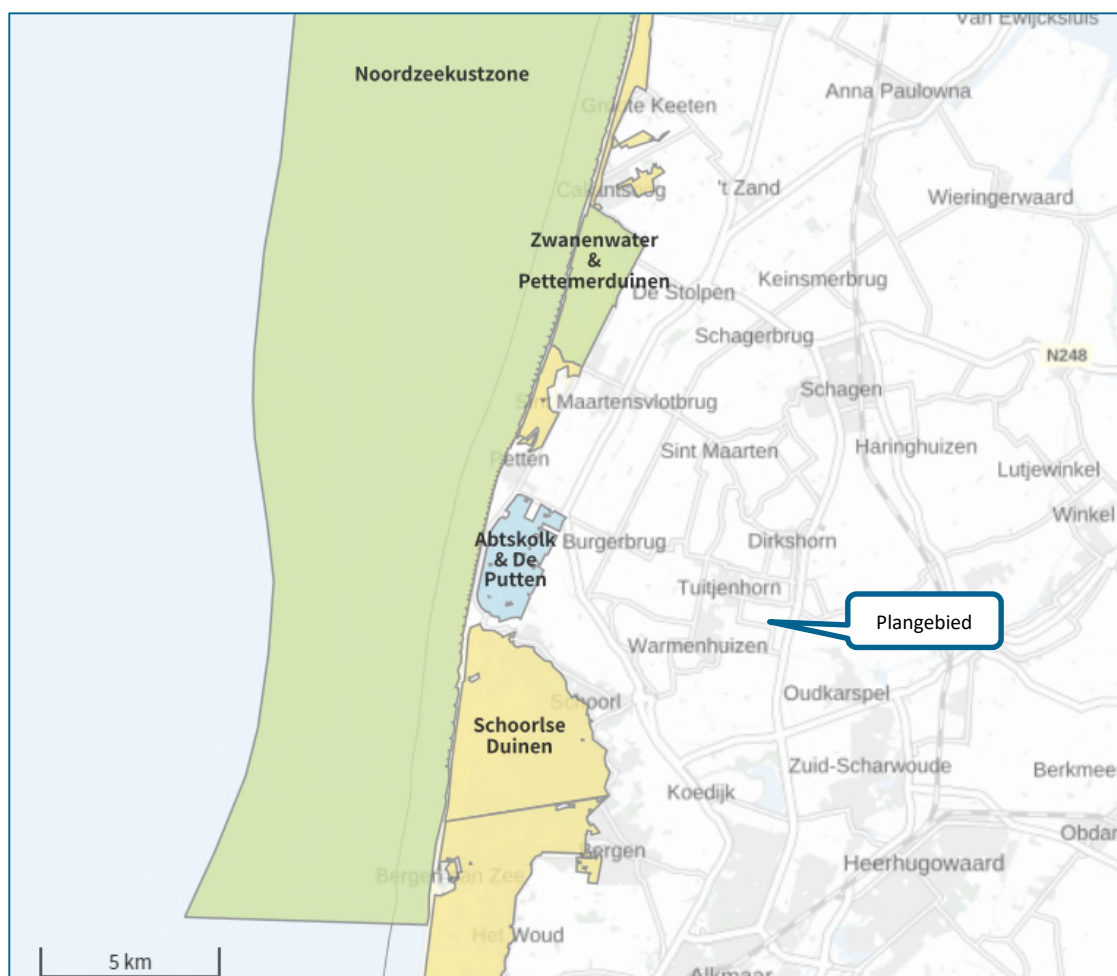 Van Ewijcksluis
Noordzeekustzone
Anna Paulowna
Groote Keeten
Callantsoog
't Zand
Wieringerwaard
Zwanenwater
&
Pettemerduinen
Keinsmerbrug
De Stolpen
Schagerbrug
N248
Schagen
Sint Maartensvlotbrug
Haringhuizen
Sint Maarten
Petten
Lutjewinkel
Winkel
Abtskolk
& De
Putten
Burgerbrug
Dirkshorn
Tuitjenhorn
Plangebied
Warmenhuizen
Schoorl
Oudkarspel
Schoorlse
Duinen
Zuid-Scharwoude
Berkmee
Koedijk
Obdar
Bergen
Heerhugowaard
Bergen aan Zee
Het Woud
5 km
Alkmaar